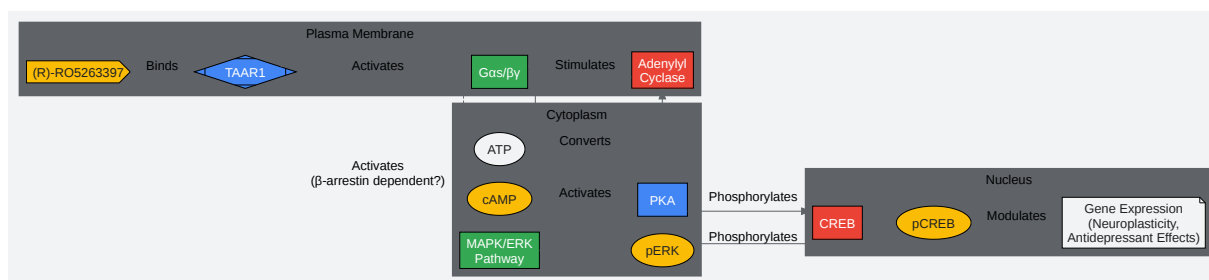 Plasma Membrane
(R)-RO5263397
Binds
TAAR1
Activates
Gαs/βγ
Stimulates
Adenylyl
Cyclase
Cytoplasm
ATP
Converts
Activates
(β-arrestin dependent?)
cAMP
Activates
PKA
MAPK/ERK
Pathway
pERK
Phosphorylates
Phosphorylates
Nucleus
CREB
pCREB
Modulates
Gene Expression
(Neuroplasticity,
Antidepressant Effects)